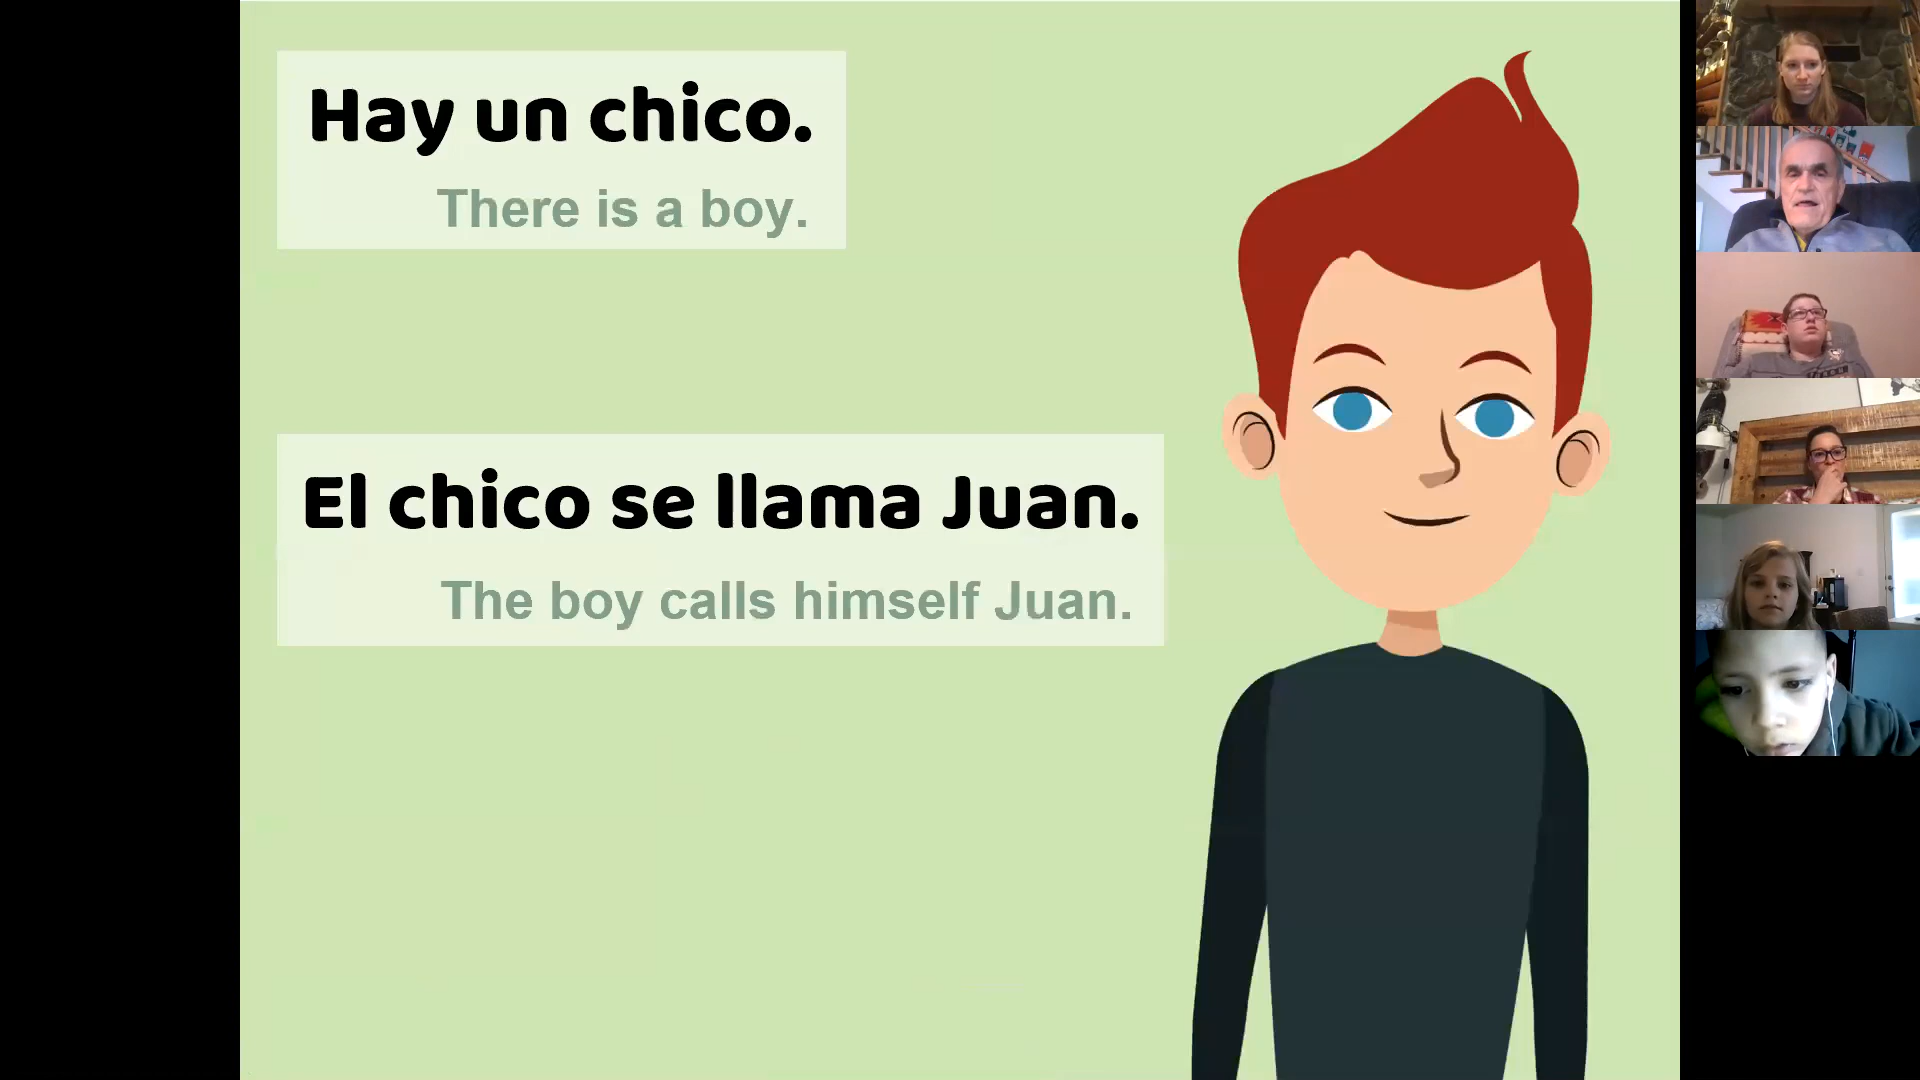 Hay un chico.
There is a boy.
El chico se llama Juan.
The boy calls himself Juan.